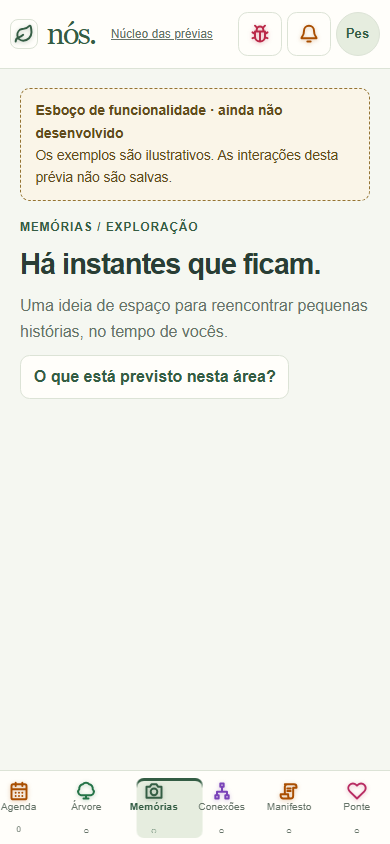 nós.
Núcleo das prévias
Pes
Esboço de funcionalidade · ainda não
desenvolvido
Os exemplos são ilustrativos. As interações desta
prévia não são salvas.
MEMÓRIAS / EXPLORAÇÃO
Há instantes que ficam.
Uma ideia de espaço para reencontrar pequenas
histórias, no tempo de vocês.
O que está previsto nesta área?
Agenda
Árvore
Memórias
Conexões
Manifesto
Ponte